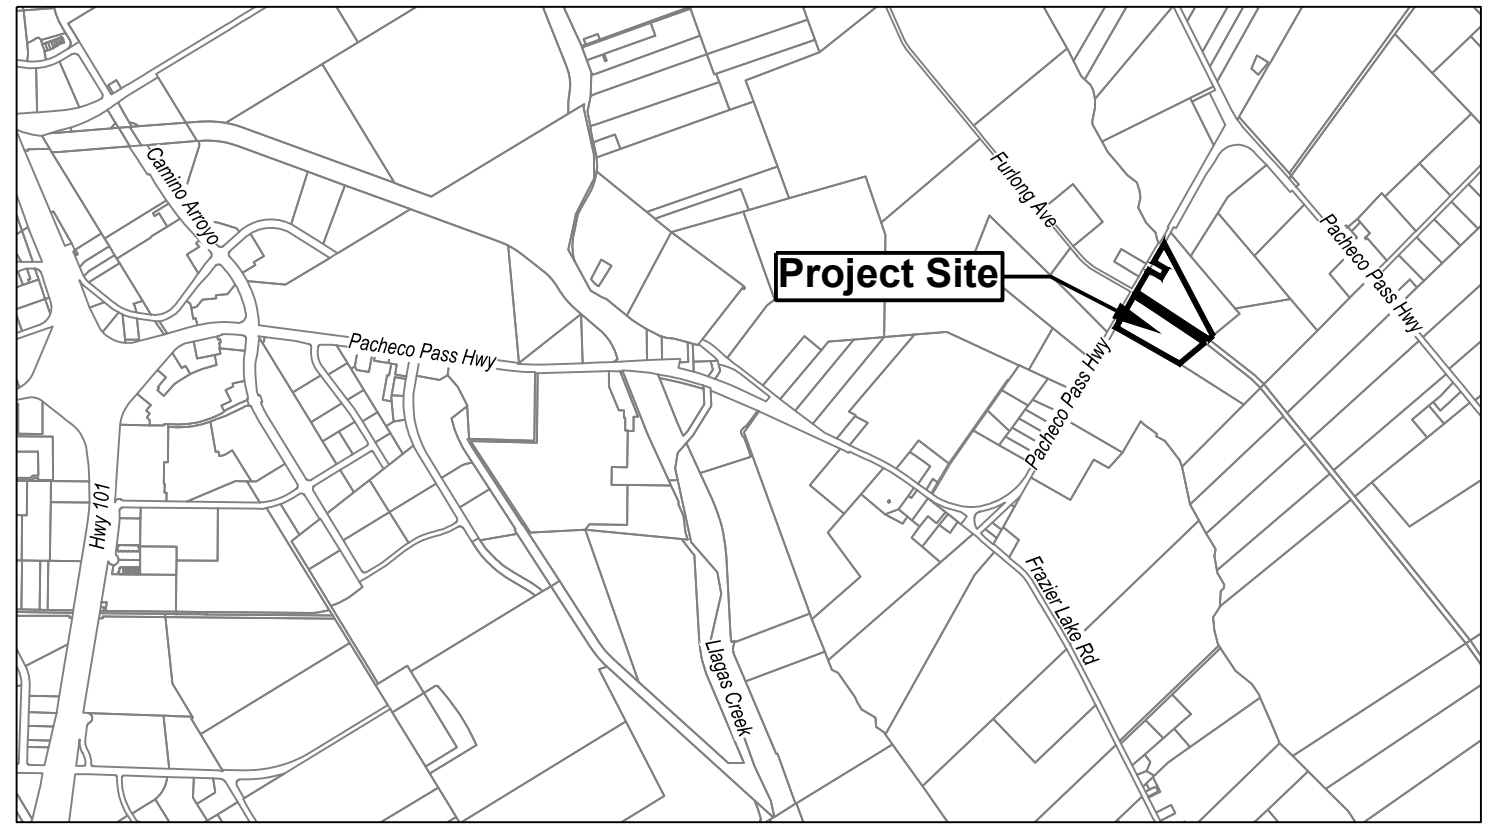 Camino Arroyo
Furlong Ave
Pacheco Pass Hwy
Project Site
Pacheco Pass Hwy
Pacheco Pass Hwy
Hwy 101
Frazier Lake Rd
Llagas Creek